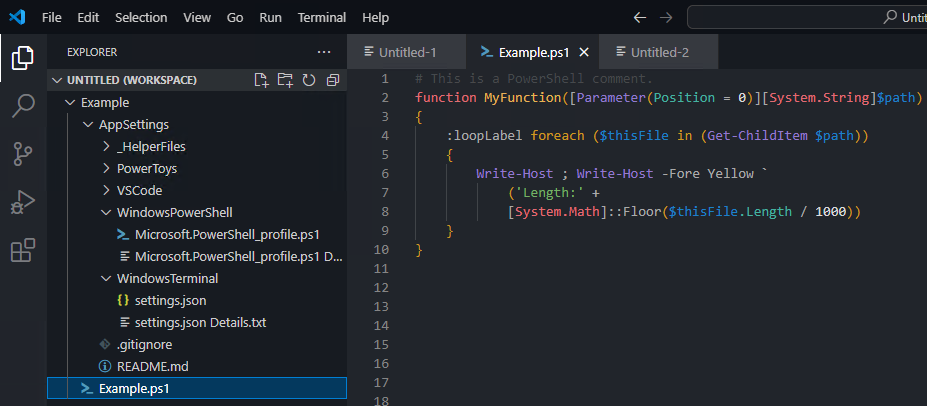 File Edit Selection View Go Run Terminal Help
Untit
EXPLORER
UNTITLED (WORKSPACE)
Example
AppSettings
_HelperFiles
PowerToys
VSCode
WindowsPowerShell
Microsoft.PowerShell_profile.ps1
Microsoft.PowerShell_profile.ps1 D...
WindowsTerminal
{} settings.json
settings.json Details.txt
.gitignore
README.md
Example.ps1
Untitled-1 Example.ps1 Untitled-2
1 # This is a PowerShell comment.
2 function MyFunction([Parameter(Position = 0)][System.String]$path)
3 {
4 :loopLabel foreach ($thisFile in (Get-ChildItem $path))
5 {
6 Write-Host ; Write-Host -Fore Yellow `
7 ('Length:' +
8 [System.Math]::Floor($thisFile.Length / 1000))
9 }
10 }
11
12
13
14
15
16
17
18